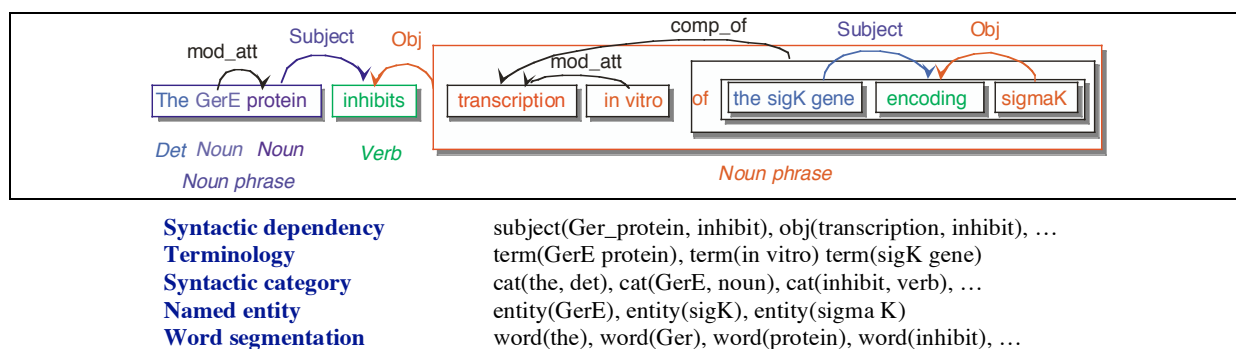 comp_of
Subject Obj
mod_att Subject Obj mod_att
The GerE protein inhibits transcription in vitro of the sigK gene encoding sigmaK
Det Noun Noun Verb
Noun phrase Noun phrase
Syntactic dependency subject(Ger_protein, inhibit), obj(transcription, inhibit), …
Terminology term(GerE protein), term(in vitro) term(sigK gene)
Syntactic category cat(the, det), cat(GerE, noun), cat(inhibit, verb), …
Named entity entity(GerE), entity(sigK), entity(sigma K)
Word segmentation word(the), word(Ger), word(protein), word(inhibit), …